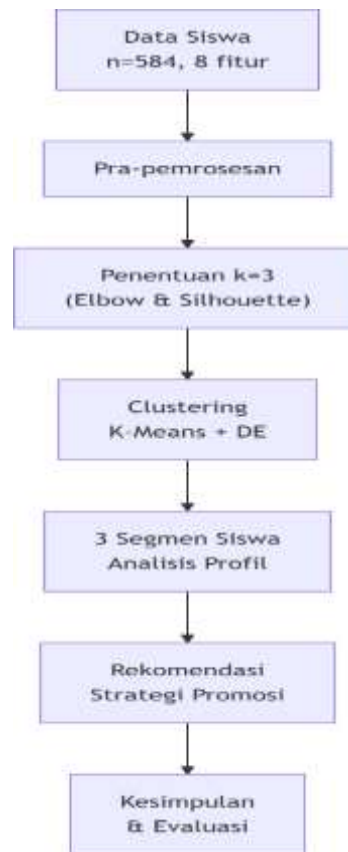 Data Siswa
n=584, 8 fitur
Pra-pemrosesan
Penentuan k=3
(Elbow & Silhouette)
Clustering
K-Means + DE
3 Segmen Siswa
Analisis Profil
Rekomendasi
Strategi Promosi
Kesimpulan
& Evaluasi